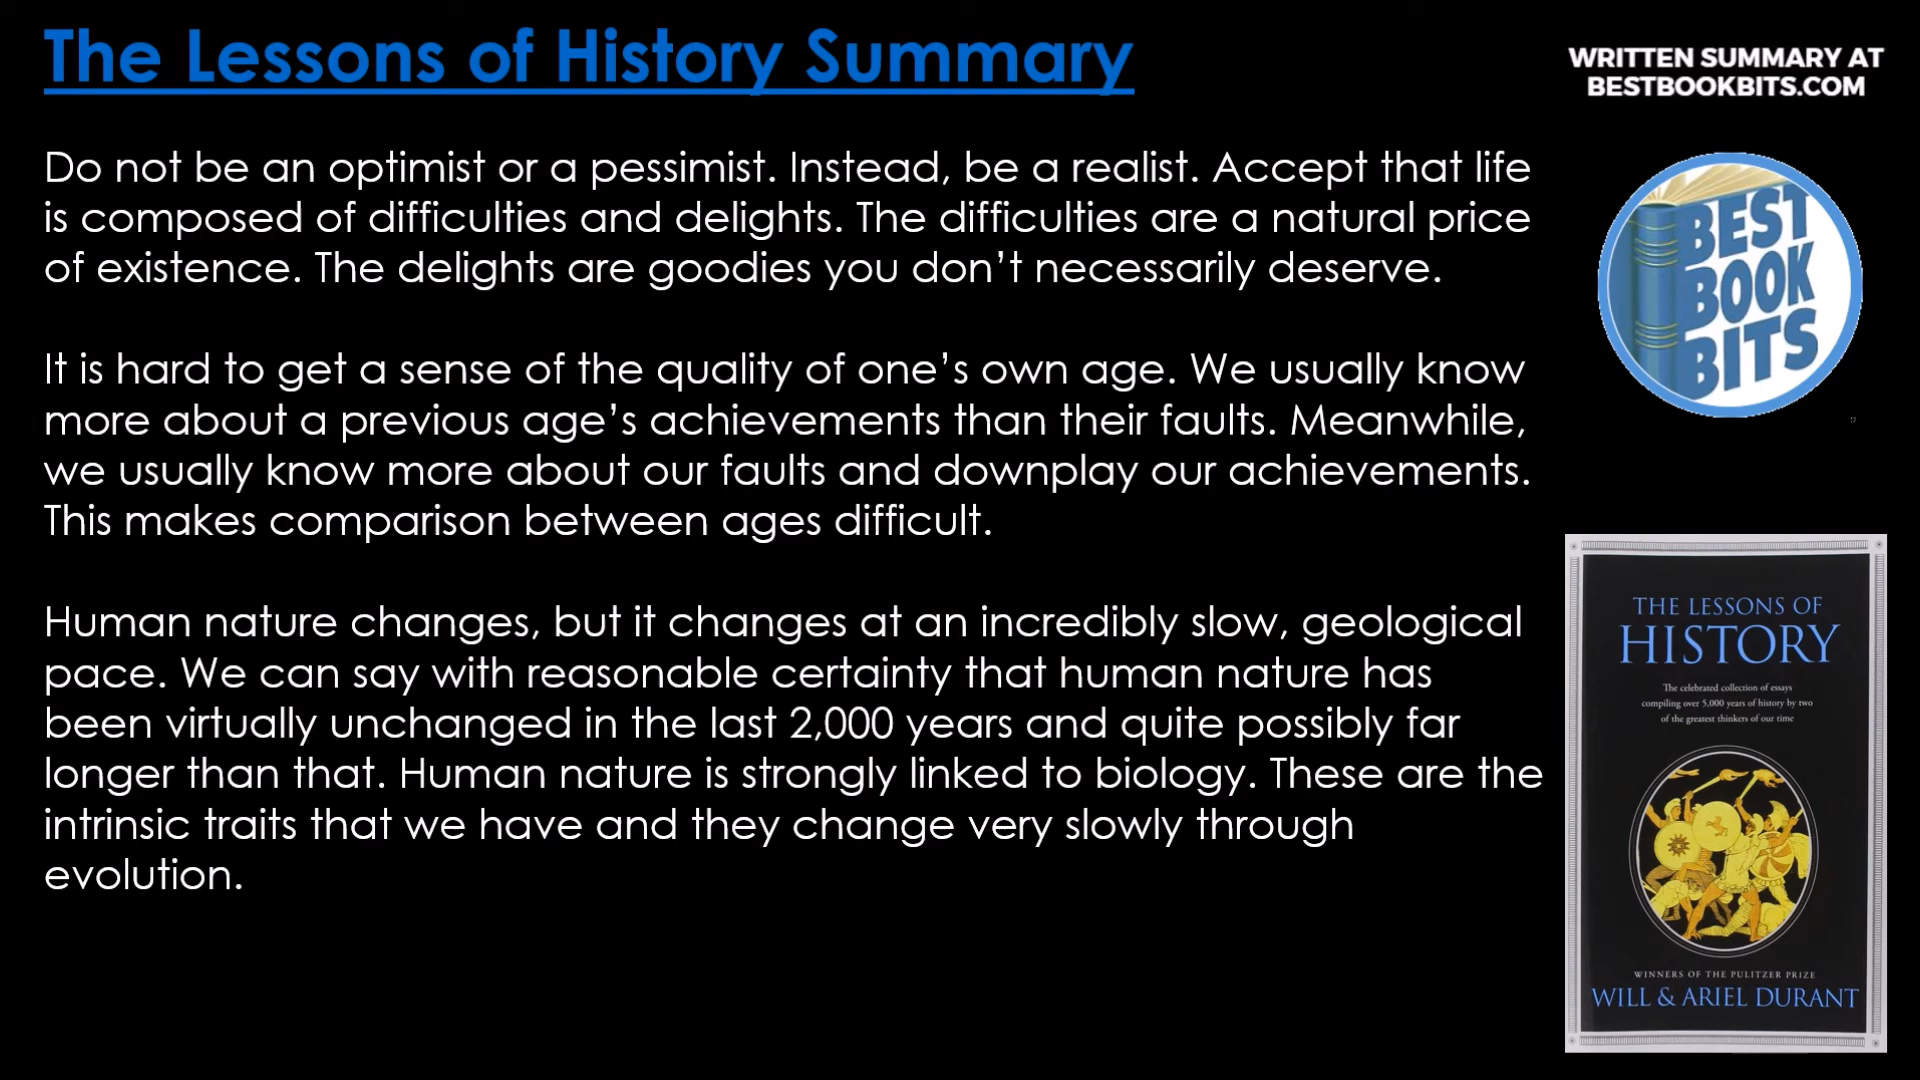 The Lessons of History Summary
Do not be an optimist or a pessimist. Instead, be a realist. Accept that life
is composed of difficulties and delights. The difficulties are a natural price
of existence. The delights are goodies you don’t necessarily deserve.
It is hard to get a sense of the quality of one’s own age. We usually know
more about a previous age’s achievements than their faults. Meanwhile,
we usually know more about our faults and downplay our achievements.
This makes comparison between ages difficult.
Human nature changes, but it changes at an incredibly slow, geological
pace. We can say with reasonable certainty that human nature has
been virtually unchanged in the last 2,000 years and quite possibly far
longer than that. Human nature is strongly linked to biology. These are the
intrinsic traits that we have and they change very slowly through
evolution.
WRITTEN SUMMARY AT
BESTBOOKBITS.COM
BEST
BOOK
BITS
THE LESSONS OF
HISTORY
The celebrated collection of essays
compiling over 5,000 years of history by two
of the greatest thinkers of our time
WINNERS OF THE PULITZER PRIZE
WILL & ARIEL DURANT